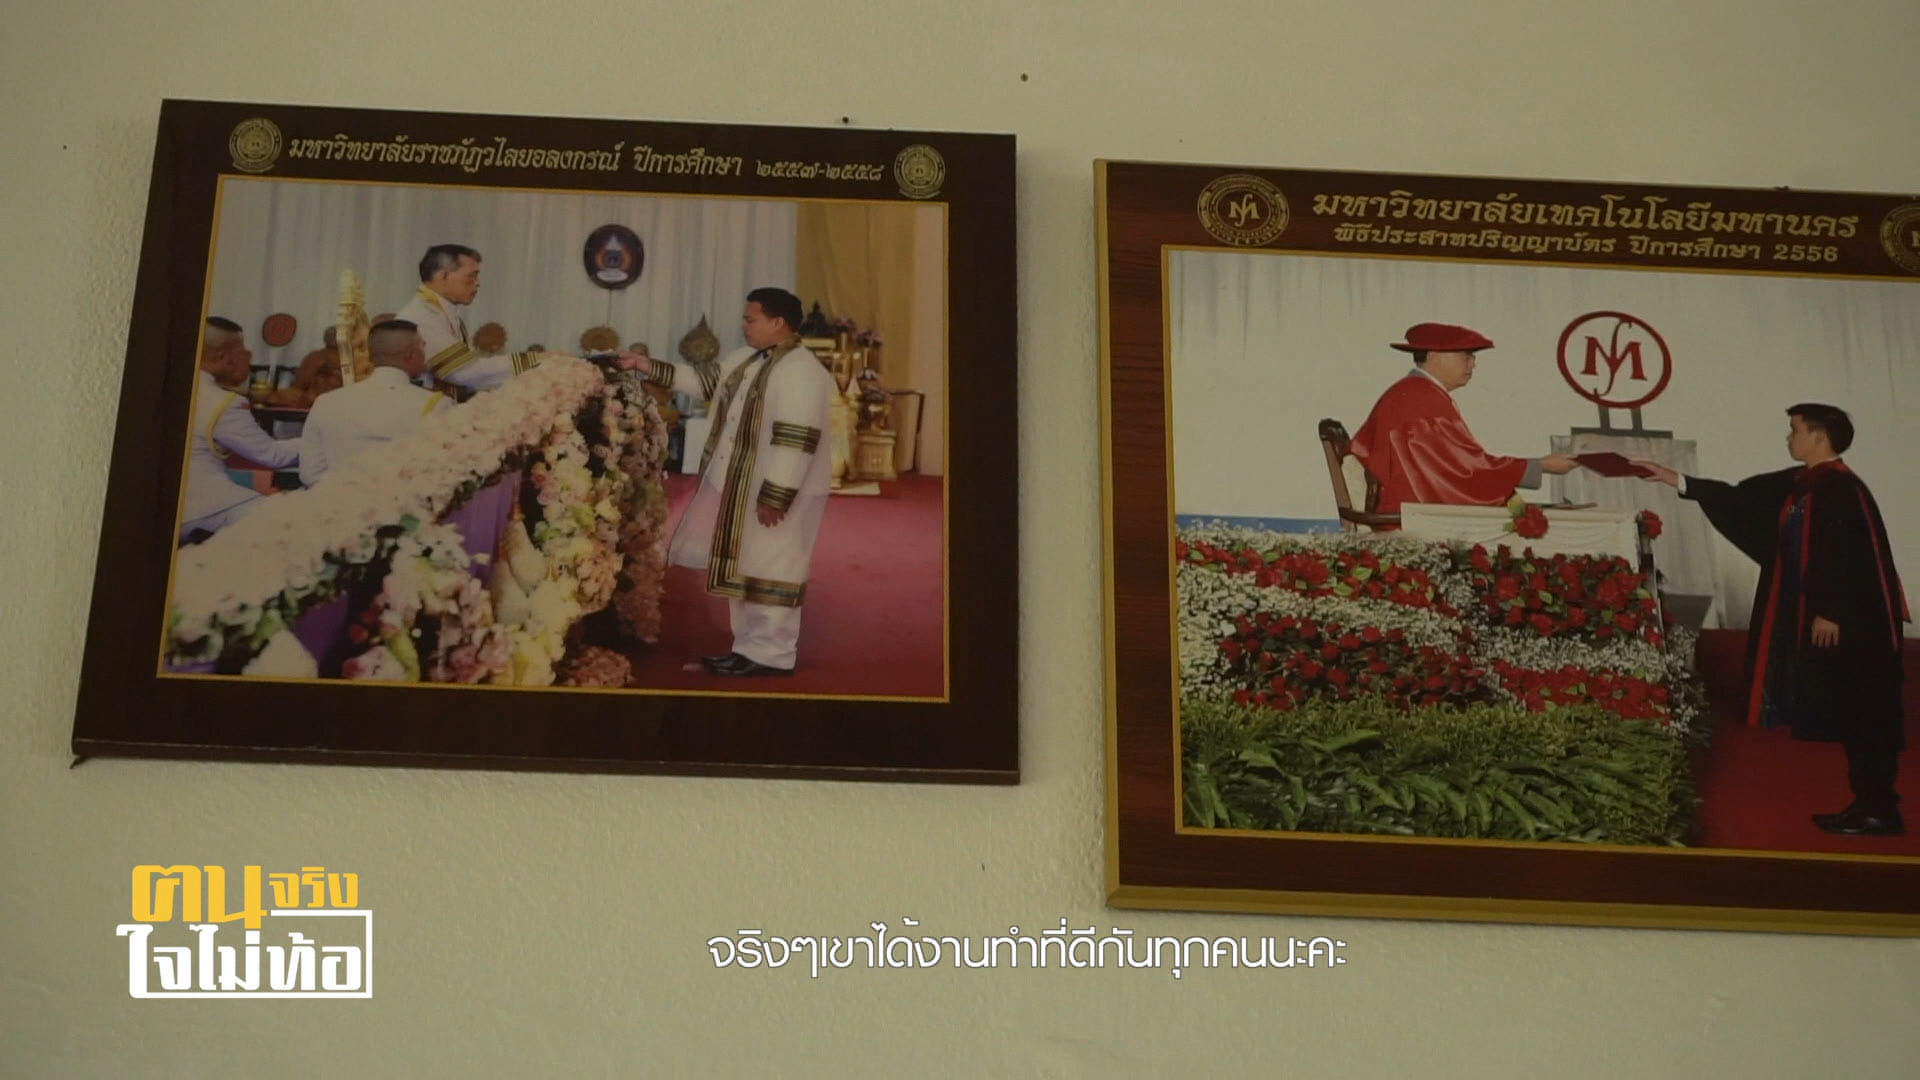 มหาวิทยาลัยราชภัฏวไลยอลงกรณ์ ปีการศึกษา ๒๕๕๗-๒๕๕๘
มหาวิทยาลัยเทคโนโลยีมหานคร
พิธีประสาทปริญญาบัตร ปีการศึกษา 2556
คนจริง
ใจไม่ท้อ
จริงๆเขาได้งานทำที่ดีกันทุกคนนะคะ